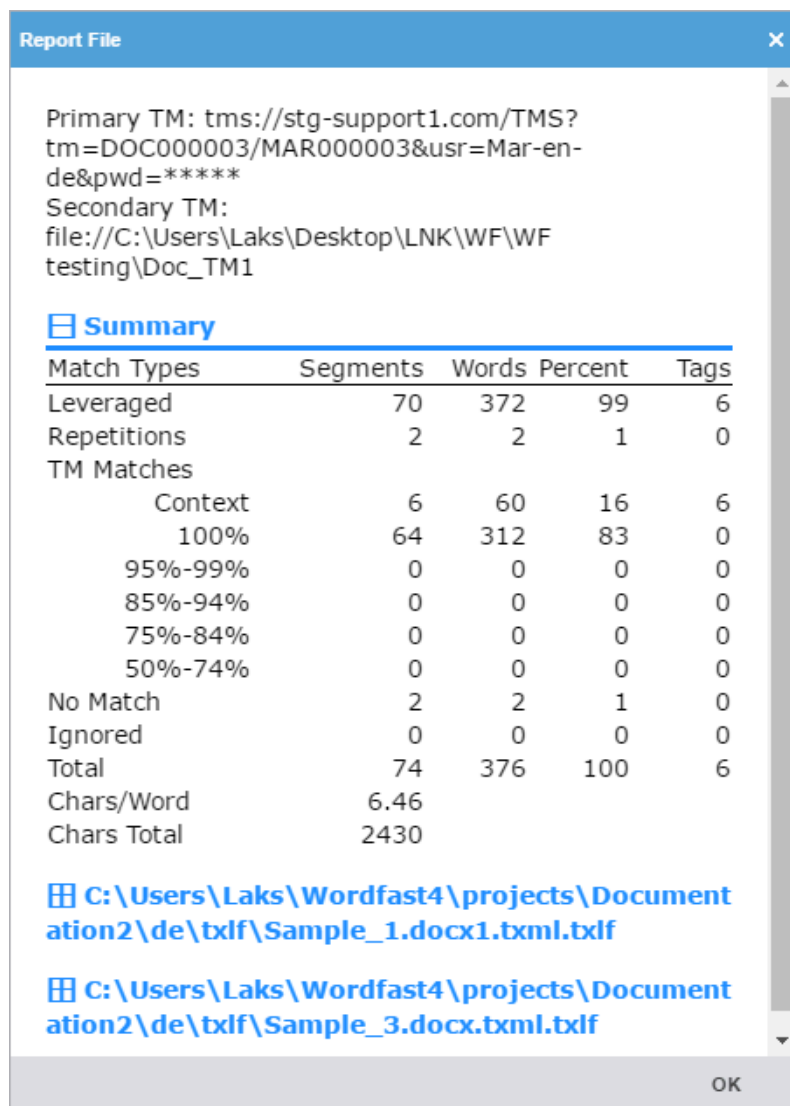 Report File ×
Primary TM: tms://stg-support1.com/TMS?
tm=DOC000003/MAR000003&usr=Mar-en-
de&pwd=*****
Secondary TM:
file://C:\Users\Laks\Desktop\LNK\WF\WF
testing\Doc_TM1
Summary
Match Types Segments Words Percent Tags
Leveraged 70 372 99 6
Repetitions 2 2 1 0
TM Matches
Context 6 60 16 6
100% 64 312 83 0
95%-99% 0 0 0 0
85%-94% 0 0 0 0
75%-84% 0 0 0 0
50%-74% 0 0 0 0
No Match 2 2 1 0
Ignored 0 0 0 0
Total 74 376 100 6
Chars/Word 6.46
Chars Total 2430
C:\Users\Laks\Wordfast4\projects\Document
ation2\de\txlf\Sample_1.docx1.txml.txlf
C:\Users\Laks\Wordfast4\projects\Document
ation2\de\txlf\Sample_3.docx.txml.txlf
OK